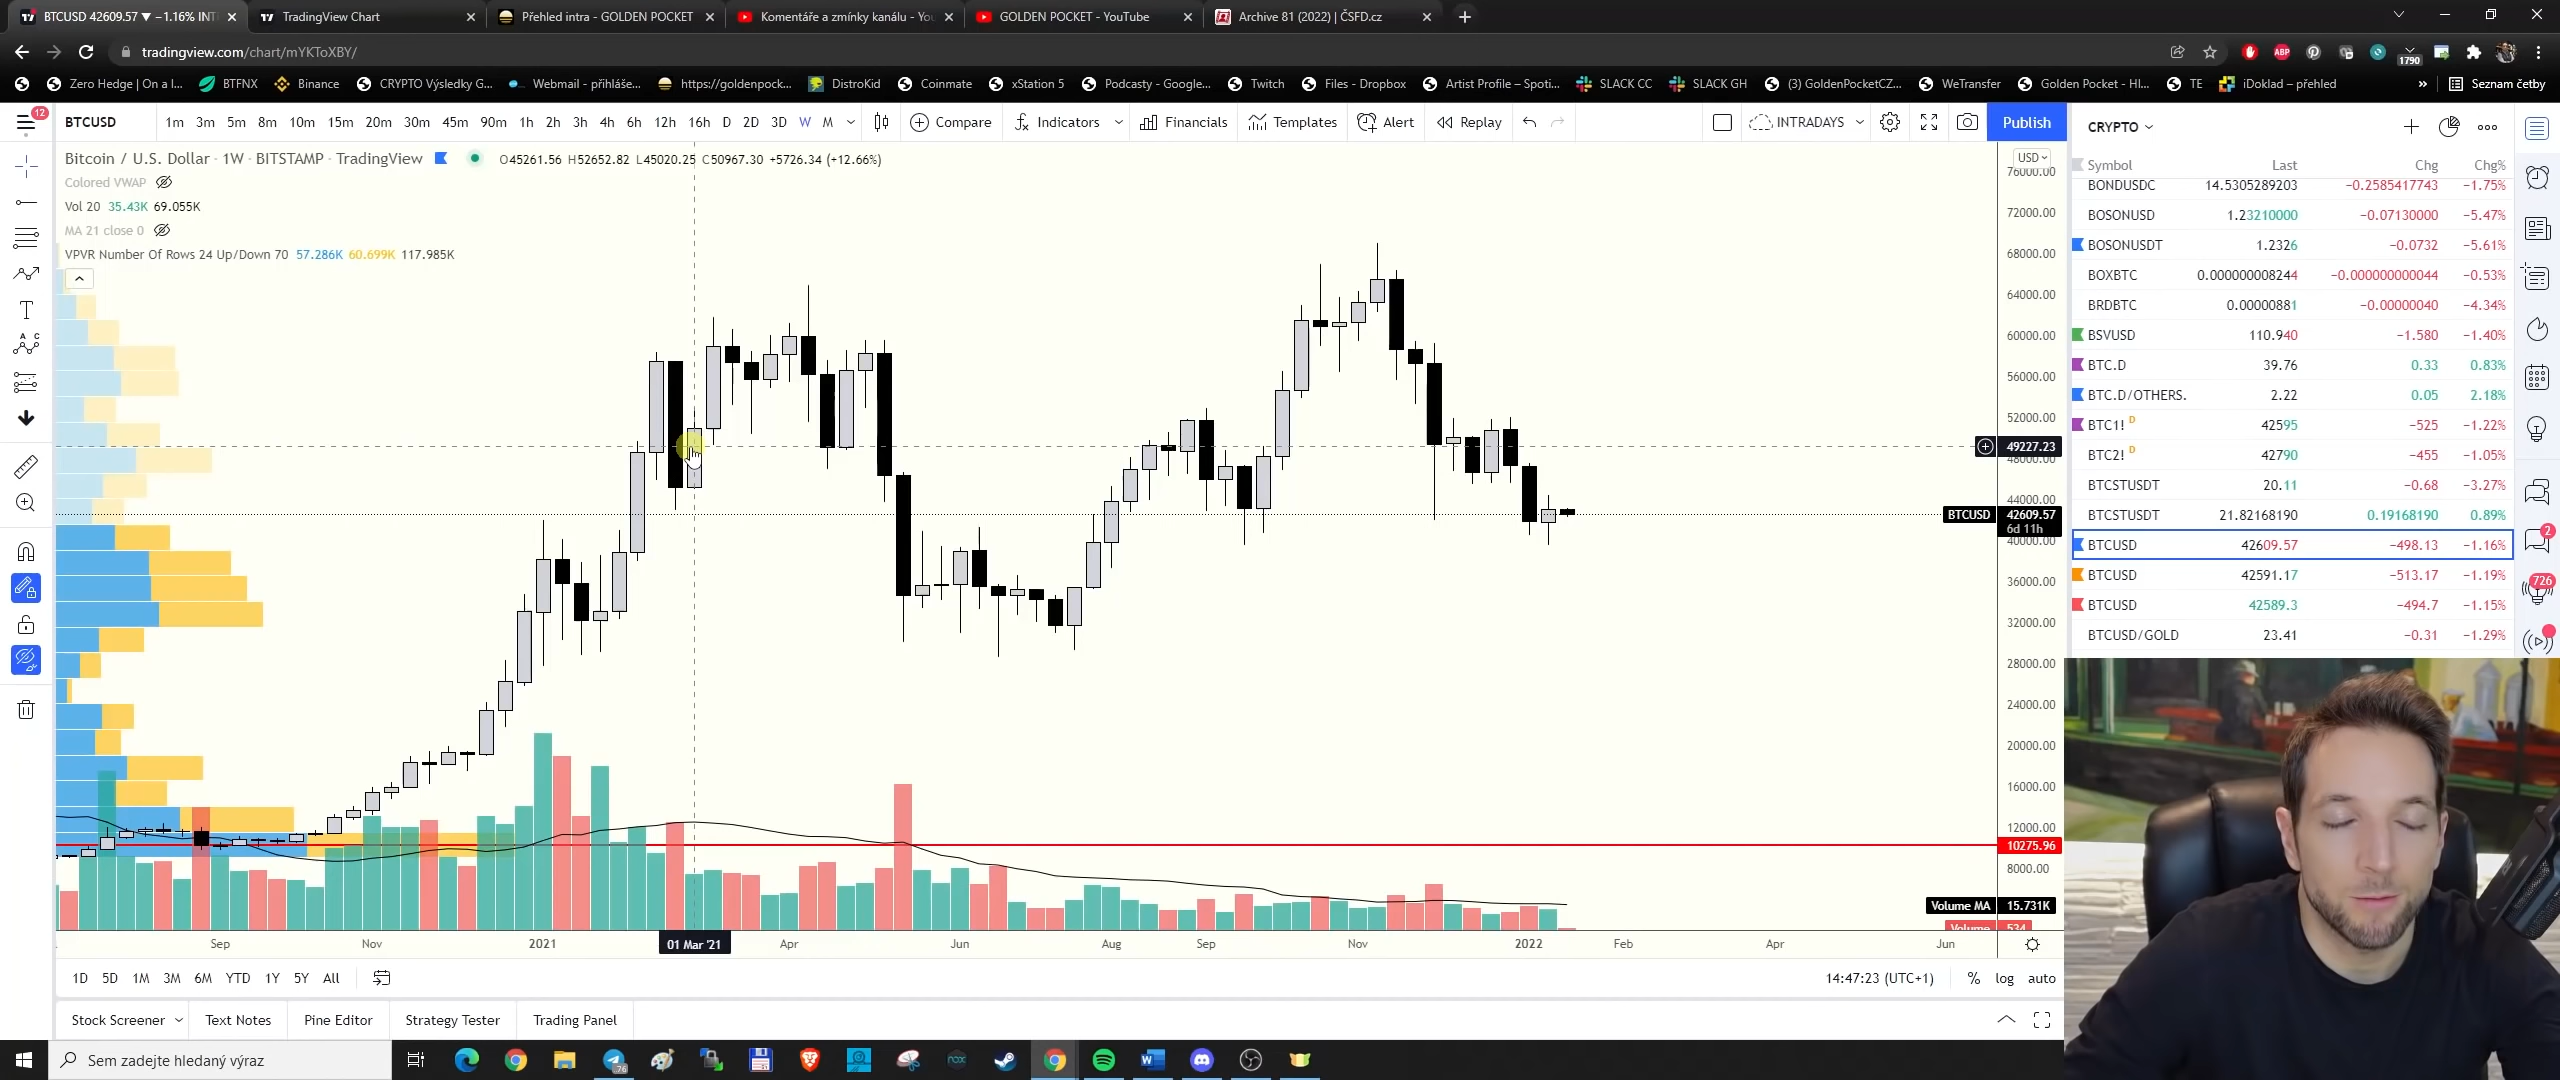 BTCUSD 42609.57 ▼ −1.16% INT
TradingView Chart
Přehled intra - GOLDEN POCKET
Komentáře a zmínky kanálu - You
GOLDEN POCKET - YouTube
Archive 81 (2022) | ČSFD.cz
tradingview.com/chart/mYKToXBY/
ABP
1790
Zero Hedge | On a l...
BTFNX
Binance
CRYPTO Výsledky G...
Webmail - přihláše...
https://goldenpock...
DistroKid
Coinmate
xStation 5
Podcasty - Google...
Twitch
Files - Dropbox
Artist Profile – Spoti...
SLACK CC
SLACK GH
(3) GoldenPocketCZ...
WeTransfer
Golden Pocket - Hl...
TE
iDoklad – přehled
»
Seznam četby
12
BTCUSD
1m 3m 5m 8m 10m 15m 20m 30m 45m 90m 1h 2h 3h 4h 6h 12h 16h D 2D 3D W M
Compare
Indicators
Financials
Templates
Alert
Replay
INTRADAYS
Publish
Bitcoin / U.S. Dollar · 1W · BITSTAMP · TradingView
O45261.56 H52652.82 L45020.25 C50967.30 +5726.34 (+12.66%)
Colored VWAP
Vol 20 35.43K 69.055K
MA 21 close 0
VPVR Number Of Rows 24 Up/Down 70 57.286K 60.699K 117.985K
USD
76000.00
72000.00
68000.00
64000.00
60000.00
56000.00
52000.00
49227.23
48000.00
44000.00
BTCUSD 42609.57
6d 11h
40000.00
36000.00
32000.00
28000.00
24000.00
20000.00
16000.00
12000.00
10275.96
8000.00
Volume MA 15.731K
Volume 534
Sep
Nov
2021
01 Mar '21
Apr
Jun
Aug
Sep
Nov
2022
Feb
Apr
Jun
1D 5D 1M 3M 6M YTD 1Y 5Y All
14:47:23 (UTC+1)
% log auto
Stock Screener
Text Notes
Pine Editor
Strategy Tester
Trading Panel
CRYPTO
Symbol Last Chg Chg%
BONDUSDC 14.5305289203 −0.2585417743 −1.75%
BOSONUSD 1.23210000 −0.07130000 −5.47%
BOSONUSDT 1.2326 −0.0732 −5.61%
BOXBTC 0.000000008244 −0.000000000044 −0.53%
BRDBTC 0.00000881 −0.00000040 −4.34%
BSVUSD 110.940 −1.580 −1.40%
BTC.D 39.76 0.33 0.83%
BTC.D/OTHERS. 2.22 0.05 2.18%
BTC1! D 42595 −525 −1.22%
BTC2! D 42790 −455 −1.05%
BTCSTUSDT 20.11 −0.68 −3.27%
BTCSTUSDT 21.82168190 0.19168190 0.89%
BTCUSD 42609.57 −498.13 −1.16%
BTCUSD 42591.17 −513.17 −1.19%
BTCUSD 42589.3 −494.7 −1.15%
BTCUSD/GOLD 23.41 −0.31 −1.29%
2
726
Sem zadejte hledaný výraz
76